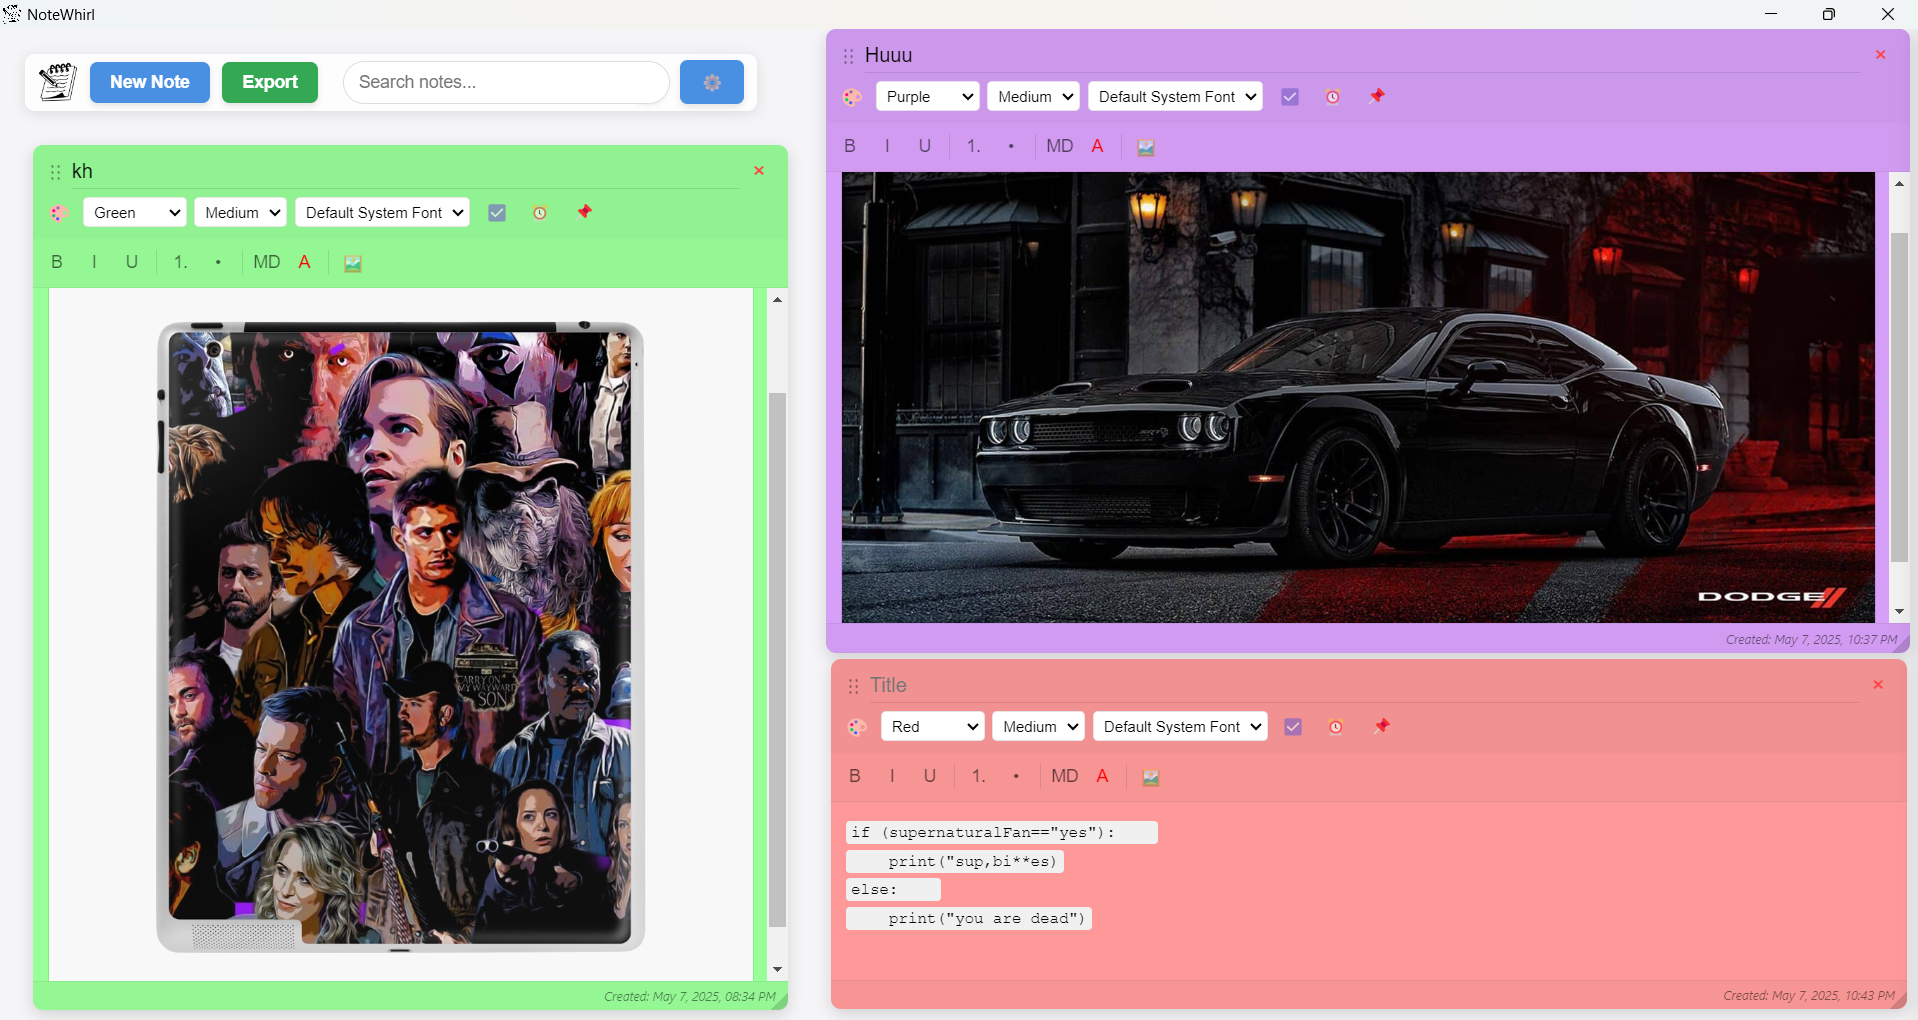 NoteWhirl
New Note
Export
Search notes...
kh
Green
Medium
Default System Font
B I U 1. • MD A
CARRY ON
MY WAYWARD
SON
Created: May 7, 2025, 08:34 PM
Huuu
Purple
Medium
Default System Font
B I U 1. • MD A
DODGE
Created: May 7, 2025, 10:37 PM
Title
Red
Medium
Default System Font
B I U 1. • MD A
if (supernaturalFan=="yes"):
    print("sup,bi**es)
else:
    print("you are dead")
Created: May 7, 2025, 10:43 PM